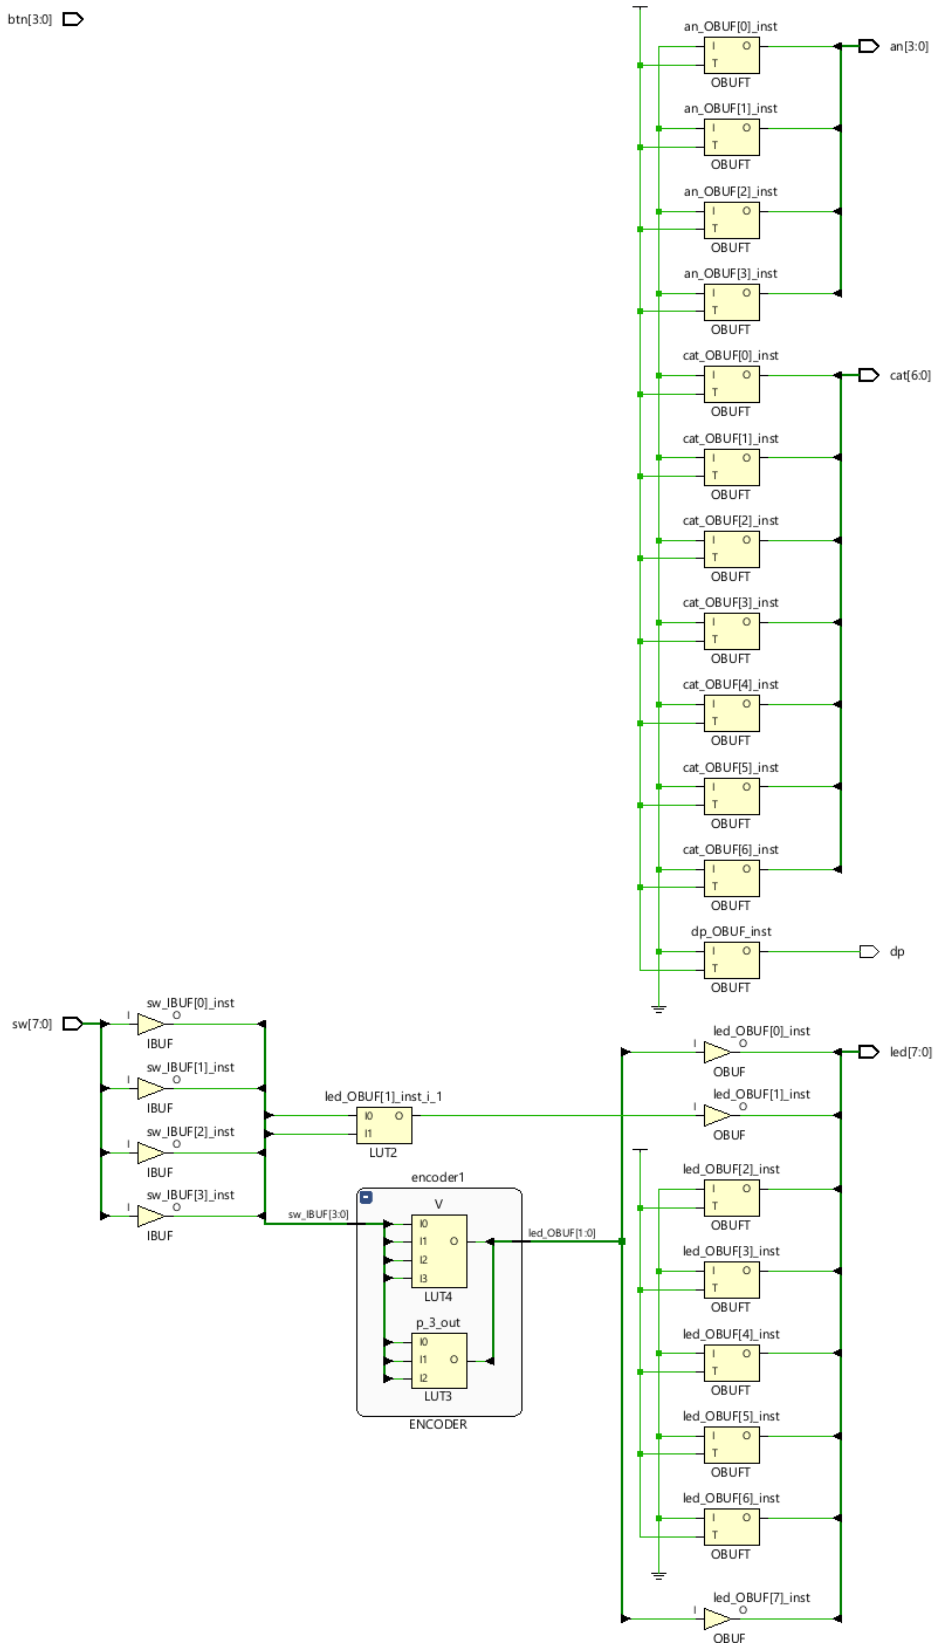 btn[3:0]
an_OBUF[0]_inst
I O
T
OBUFT
an[3:0]
an_OBUF[1]_inst
I O
T
OBUFT
an_OBUF[2]_inst
I O
T
OBUFT
an_OBUF[3]_inst
I O
T
OBUFT
cat_OBUF[0]_inst
I O
T
OBUFT
cat[6:0]
cat_OBUF[1]_inst
I O
T
OBUFT
cat_OBUF[2]_inst
I O
T
OBUFT
cat_OBUF[3]_inst
I O
T
OBUFT
cat_OBUF[4]_inst
I O
T
OBUFT
cat_OBUF[5]_inst
I O
T
OBUFT
cat_OBUF[6]_inst
I O
T
OBUFT
dp_OBUF_inst
I O
T
OBUFT
dp
sw[7:0]
sw_IBUF[0]_inst
I O
IBUF
sw_IBUF[1]_inst
I O
IBUF
sw_IBUF[2]_inst
I O
IBUF
sw_IBUF[3]_inst
I O
IBUF
led_OBUF[1]_inst_i_1
I0 O
I1
LUT2
encoder1
sw_IBUF[3:0]
V
I0
I1 O
I2
I3
LUT4
p_3_out
I0
I1 O
I2
LUT3
ENCODER
led_OBUF[1:0]
led_OBUF[0]_inst
I O
OBUF
led[7:0]
led_OBUF[1]_inst
I O
OBUF
led_OBUF[2]_inst
I O
T
OBUFT
led_OBUF[3]_inst
I O
T
OBUFT
led_OBUF[4]_inst
I O
T
OBUFT
led_OBUF[5]_inst
I O
T
OBUFT
led_OBUF[6]_inst
I O
T
OBUFT
led_OBUF[7]_inst
I O
OBUF